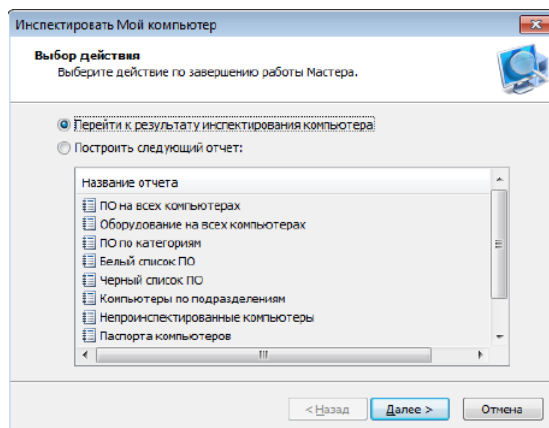 Инспектировать Мой компьютер
Выбор действия
Выберите действие по завершению работы Мастера.
Перейти к результату инспектирования компьютера
Построить следующий отчет:
Название отчета
ПО на всех компьютерах
Оборудование на всех компьютерах
ПО по категориям
Белый список ПО
Черный список ПО
Компьютеры по подразделениям
Непроинспектированные компьютеры
Паспорта компьютеров
< Назад Далее > Отмена